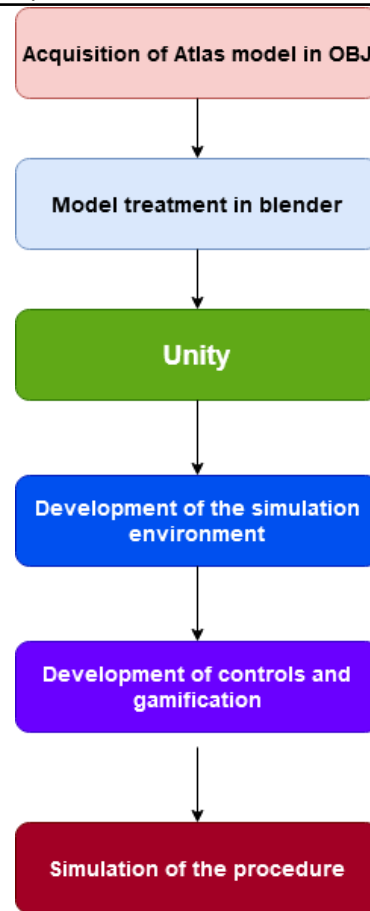 Acquisition of Atlas model in OBJ
Model treatment in blender
Unity
Development of the simulation
environment
Development of controls and
gamification
Simulation of the procedure